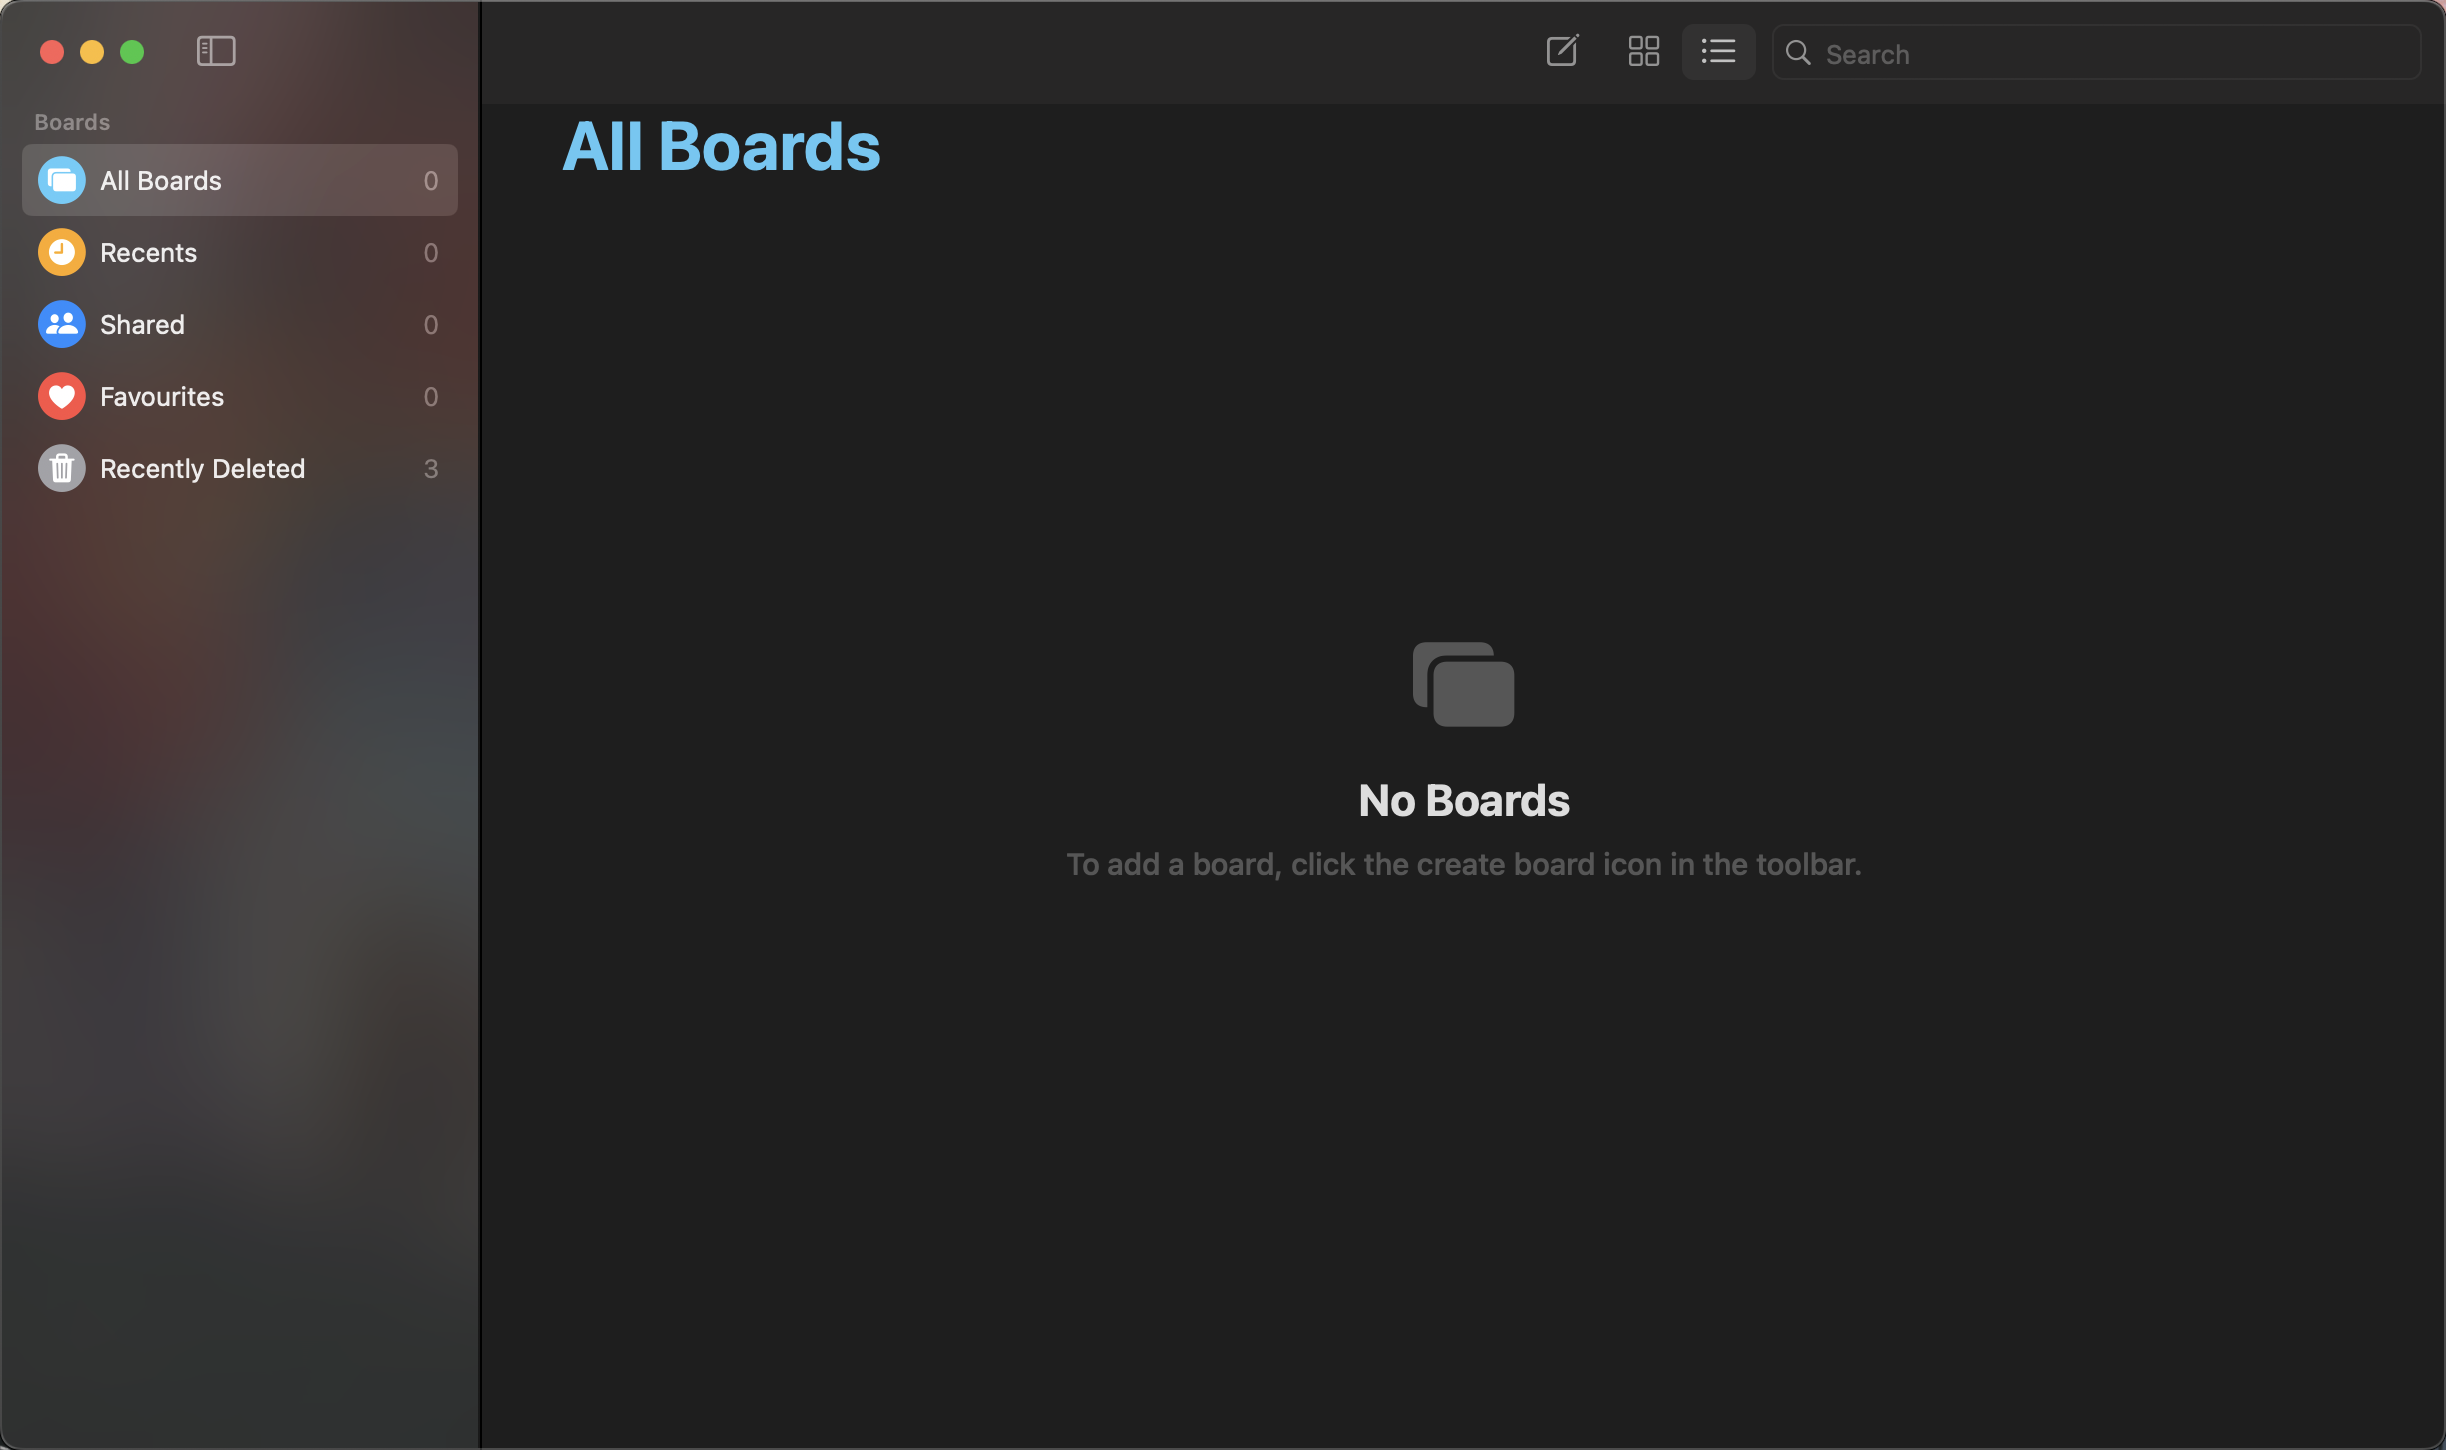 Search
Boards
All Boards 0
Recents 0
Shared 0
Favourites 0
Recently Deleted 3
All Boards
No Boards
To add a board, click the create board icon in the toolbar.